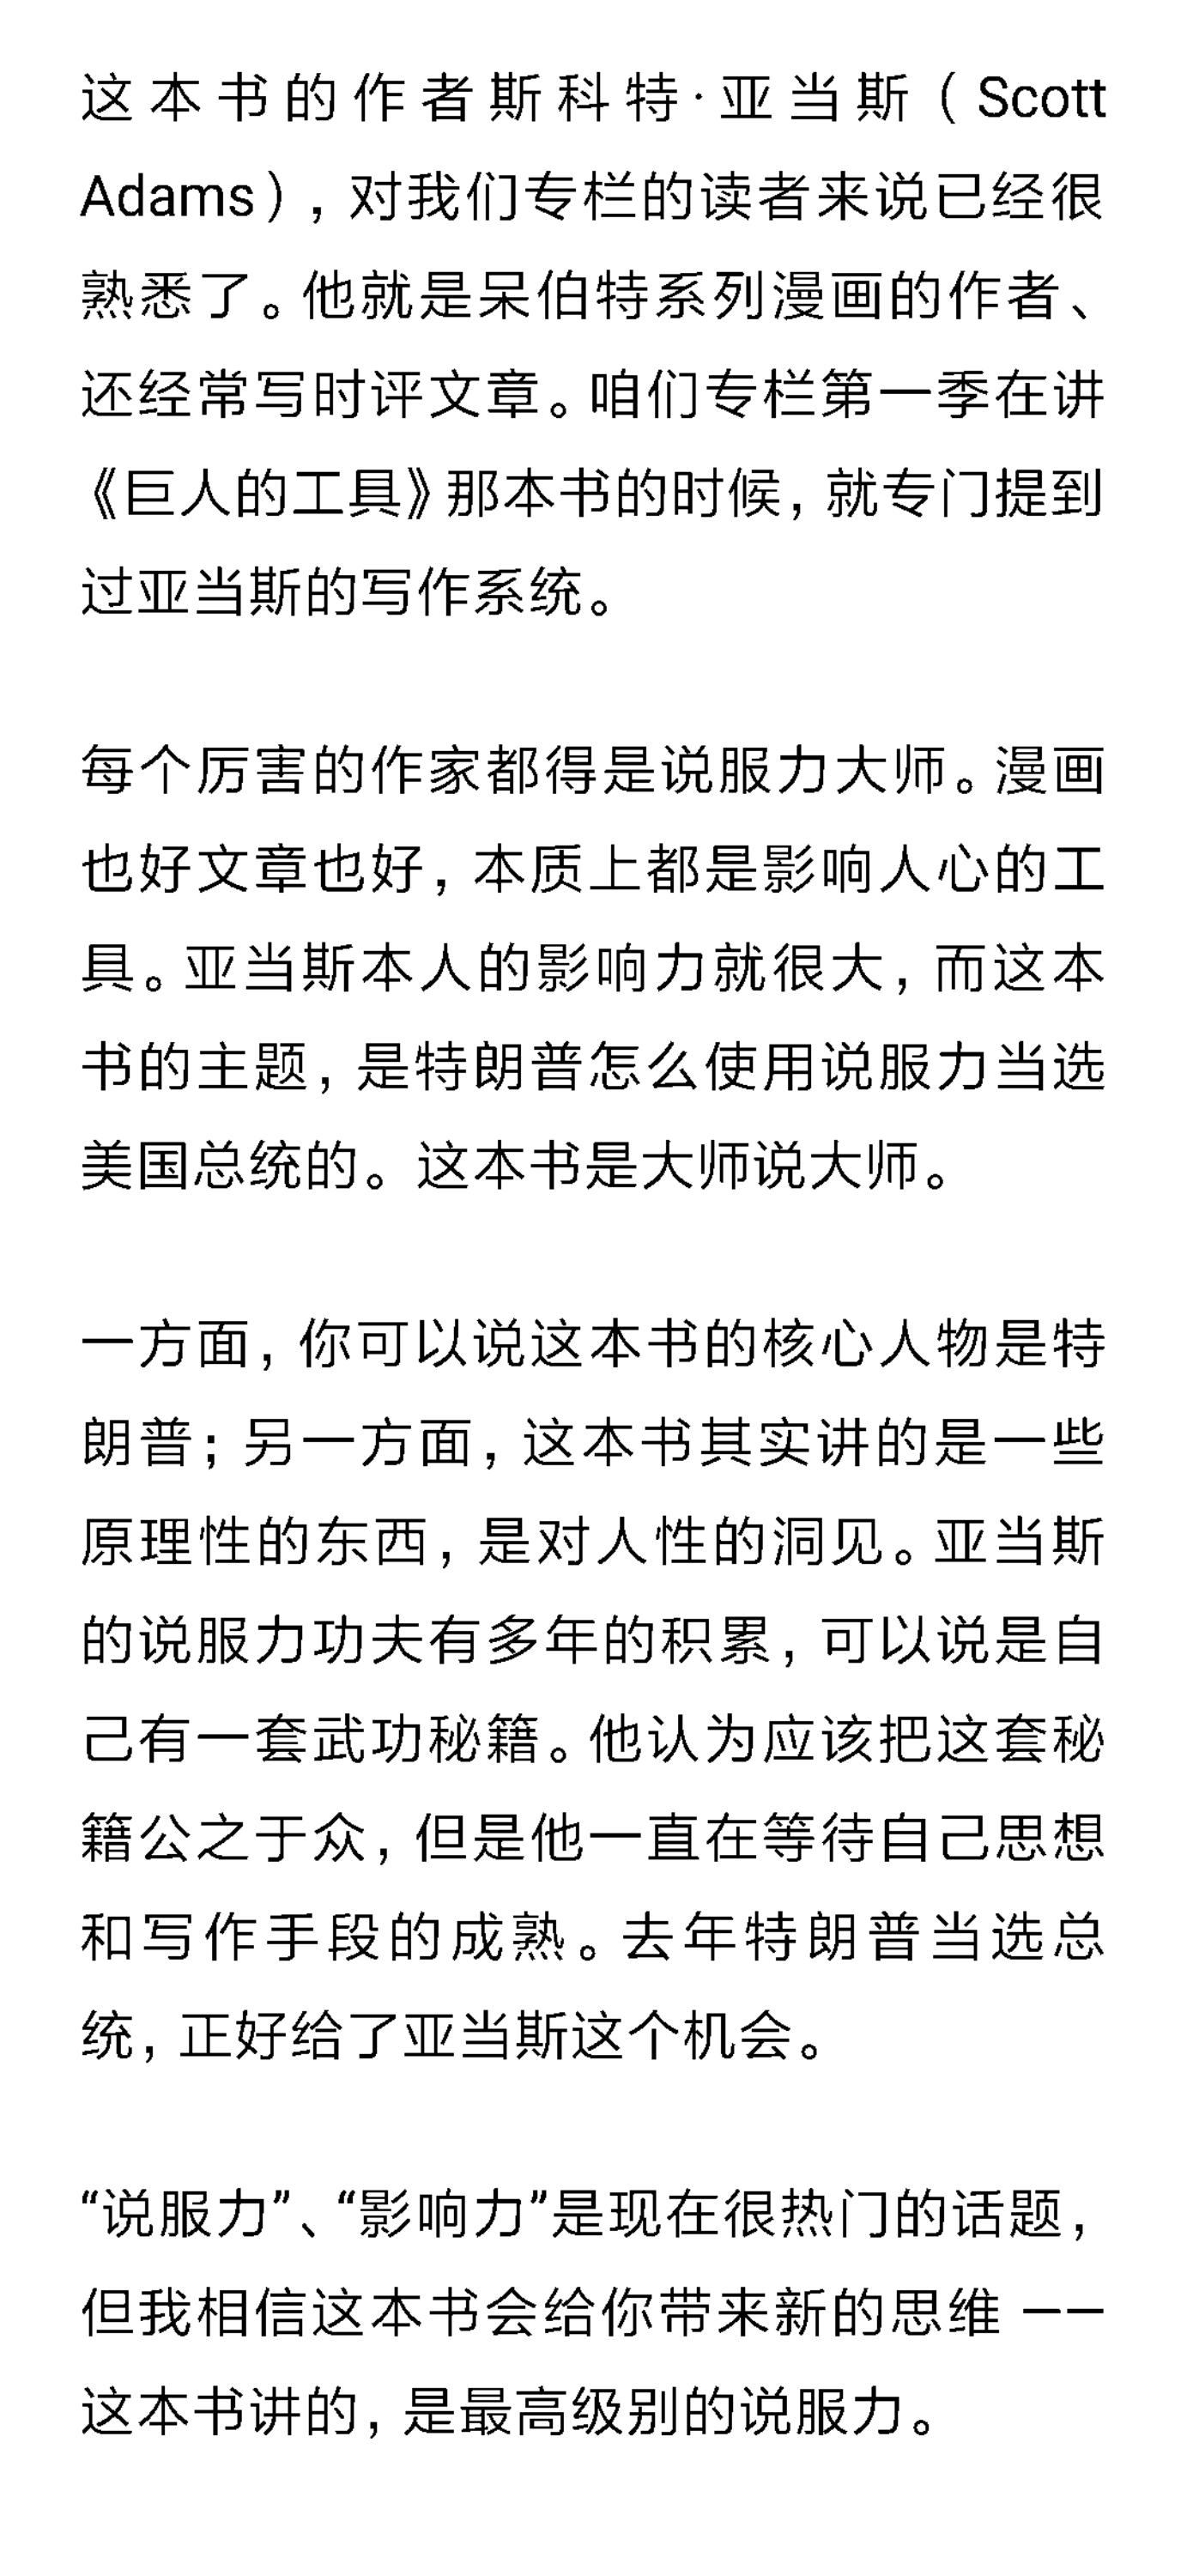 这本书的作者斯科特·亚当斯（Scott
Adams），对我们专栏的读者来说已经很
熟悉了。他就是呆伯特系列漫画的作者、
还经常写时评文章。咱们专栏第一季在讲
《巨人的工具》那本书的时候，就专门提到
过亚当斯的写作系统。
每个厉害的作家都得是说服力大师。漫画
也好文章也好，本质上都是影响人心的工
具。亚当斯本人的影响力就很大，而这本
书的主题，是特朗普怎么使用说服力当选
美国总统的。这本书是大师说大师。
一方面，你可以说这本书的核心人物是特
朗普；另一方面，这本书其实讲的是一些
原理性的东西，是对人性的洞见。亚当斯
的说服力功夫有多年的积累，可以说是自
己有一套武功秘籍。他认为应该把这套秘
籍公之于众，但是他一直在等待自己思想
和写作手段的成熟。去年特朗普当选总
统，正好给了亚当斯这个机会。
“说服力”、“影响力”是现在很热门的话题，
但我相信这本书会给你带来新的思维 ——
这本书讲的，是最高级别的说服力。